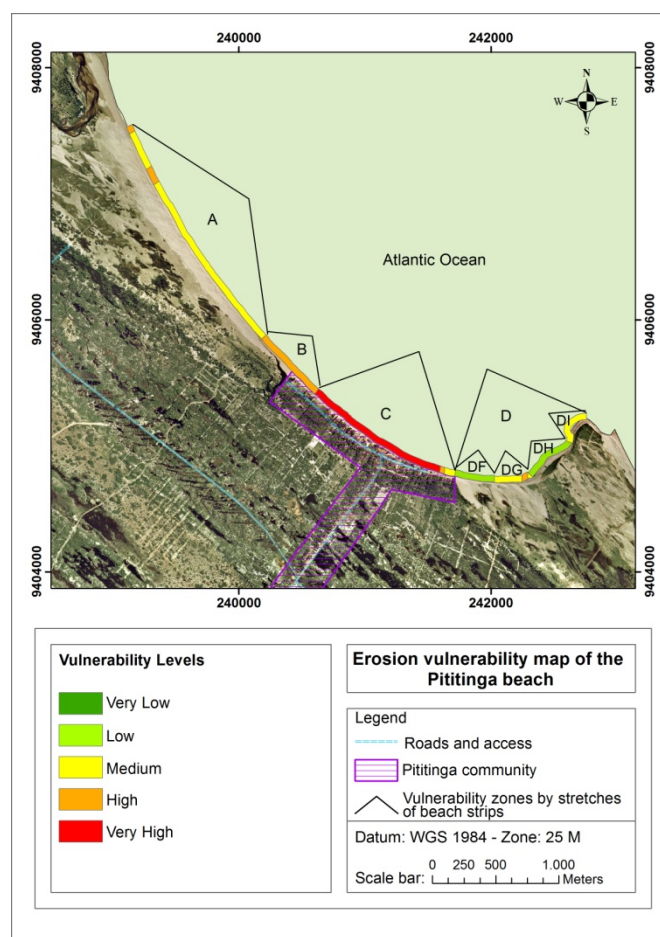 240000
242000
9408000
9408000
N
W
E
S
A
Atlantic Ocean
9406000
9406000
B
C
D
DI
DH
DF
DG
9404000
9404000
240000
242000
Vulnerability Levels
Very Low
Low
Medium
High
Very High
Erosion vulnerability map of the
Pititinga beach
Legend
Roads and access
Pititinga community
Vulnerability zones by stretches
of beach strips
Datum: WGS 1984 - Zone: 25 M
0 250 500 1.000
Scale bar:
Meters